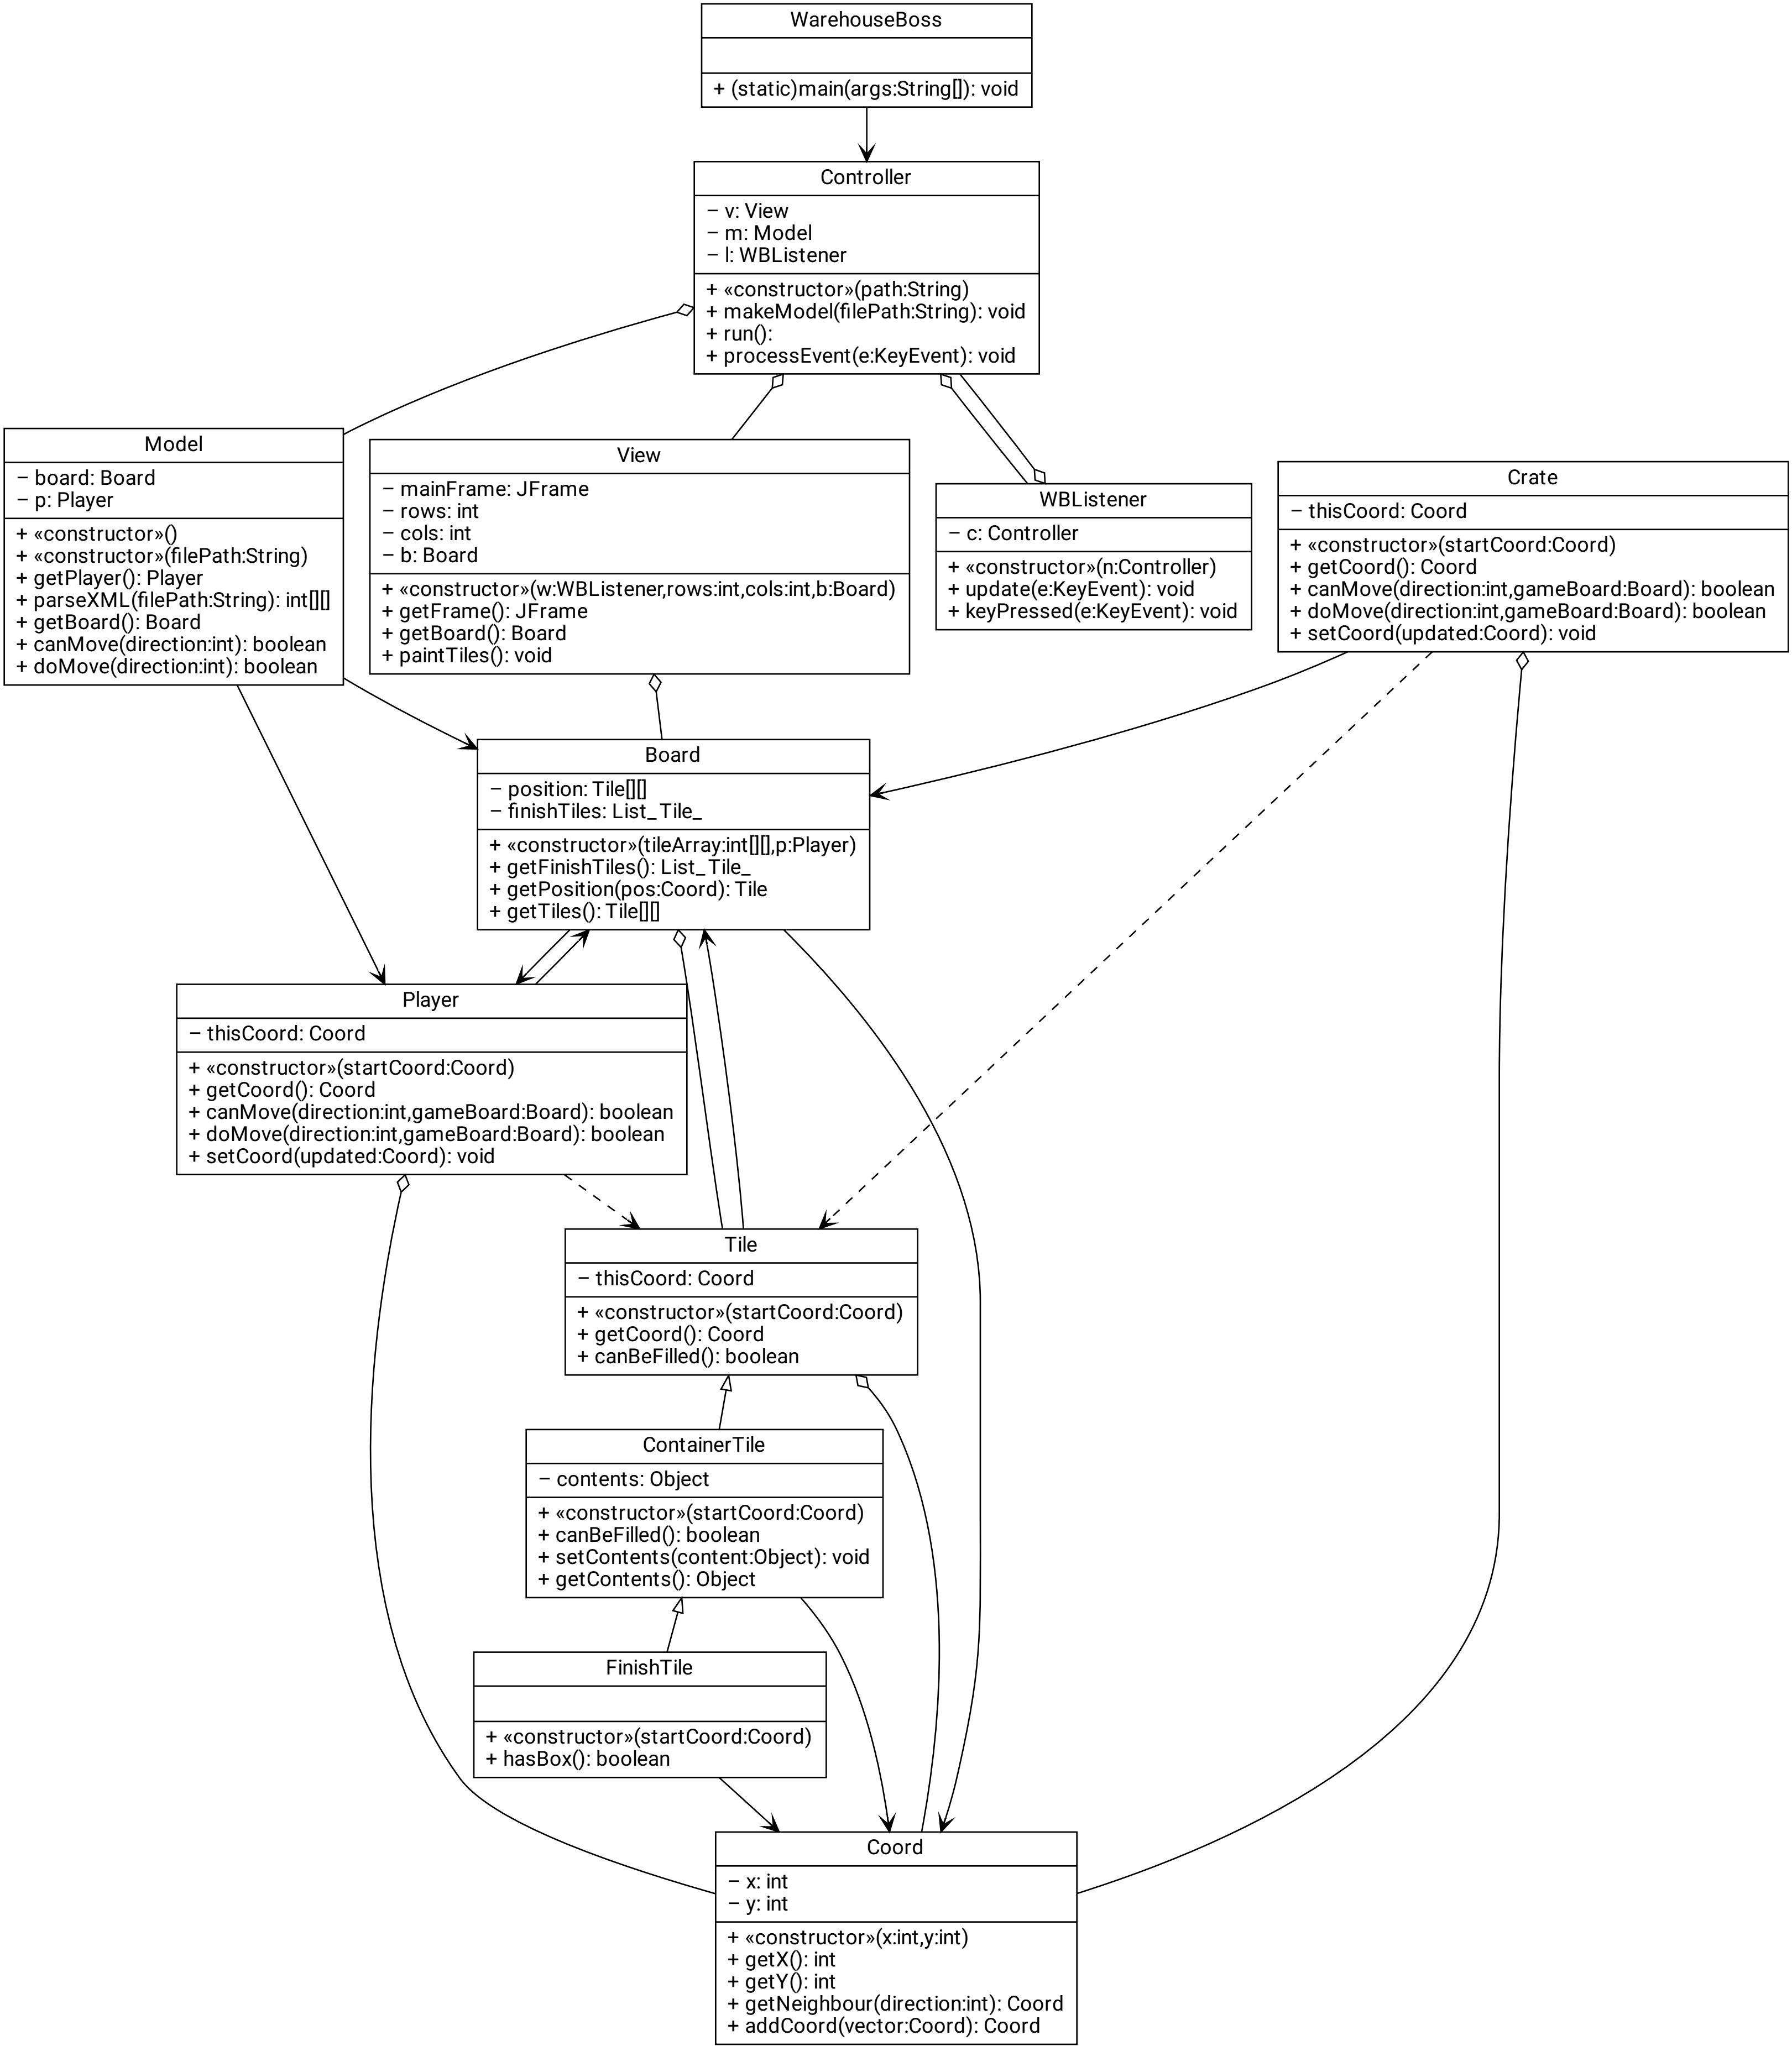 WarehouseBoss
+ (static)main(args:String[]): void
Controller
− v: View
− m: Model
− l: WBListener
+ «constructor»(path:String)
+ makeModel(filePath:String): void
+ run():
+ processEvent(e:KeyEvent): void
Model
− board: Board
− p: Player
+ «constructor»()
+ «constructor»(filePath:String)
+ getPlayer(): Player
+ parseXML(filePath:String): int[][]
+ getBoard(): Board
+ canMove(direction:int): boolean
+ doMove(direction:int): boolean
View
− mainFrame: JFrame
− rows: int
− cols: int
− b: Board
+ «constructor»(w:WBListener,rows:int,cols:int,b:Board)
+ getFrame(): JFrame
+ getBoard(): Board
+ paintTiles(): void
WBListener
− c: Controller
+ «constructor»(n:Controller)
+ update(e:KeyEvent): void
+ keyPressed(e:KeyEvent): void
Crate
− thisCoord: Coord
+ «constructor»(startCoord:Coord)
+ getCoord(): Coord
+ canMove(direction:int,gameBoard:Board): boolean
+ doMove(direction:int,gameBoard:Board): boolean
+ setCoord(updated:Coord): void
Board
− position: Tile[][]
− finishTiles: List_Tile_
+ «constructor»(tileArray:int[][],p:Player)
+ getFinishTiles(): List_Tile_
+ getPosition(pos:Coord): Tile
+ getTiles(): Tile[][]
Player
− thisCoord: Coord
+ «constructor»(startCoord:Coord)
+ getCoord(): Coord
+ canMove(direction:int,gameBoard:Board): boolean
+ doMove(direction:int,gameBoard:Board): boolean
+ setCoord(updated:Coord): void
Tile
− thisCoord: Coord
+ «constructor»(startCoord:Coord)
+ getCoord(): Coord
+ canBeFilled(): boolean
ContainerTile
− contents: Object
+ «constructor»(startCoord:Coord)
+ canBeFilled(): boolean
+ setContents(content:Object): void
+ getContents(): Object
FinishTile
+ «constructor»(startCoord:Coord)
+ hasBox(): boolean
Coord
− x: int
− y: int
+ «constructor»(x:int,y:int)
+ getX(): int
+ getY(): int
+ getNeighbour(direction:int): Coord
+ addCoord(vector:Coord): Coord